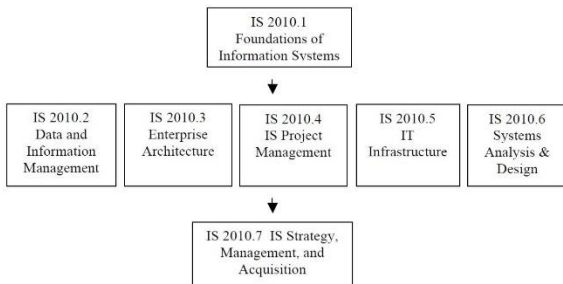 IS 2010.1
Foundations of
Information Systems
IS 2010.2
Data and
Information
Management
IS 2010.3
Enterprise
Architecture
IS 2010.4
IS Project
Management
IS 2010.5
IT
Infrastructure
IS 2010.6
Systems
Analysis &
Design
IS 2010.7 IS Strategy,
Management, and
Acquisition